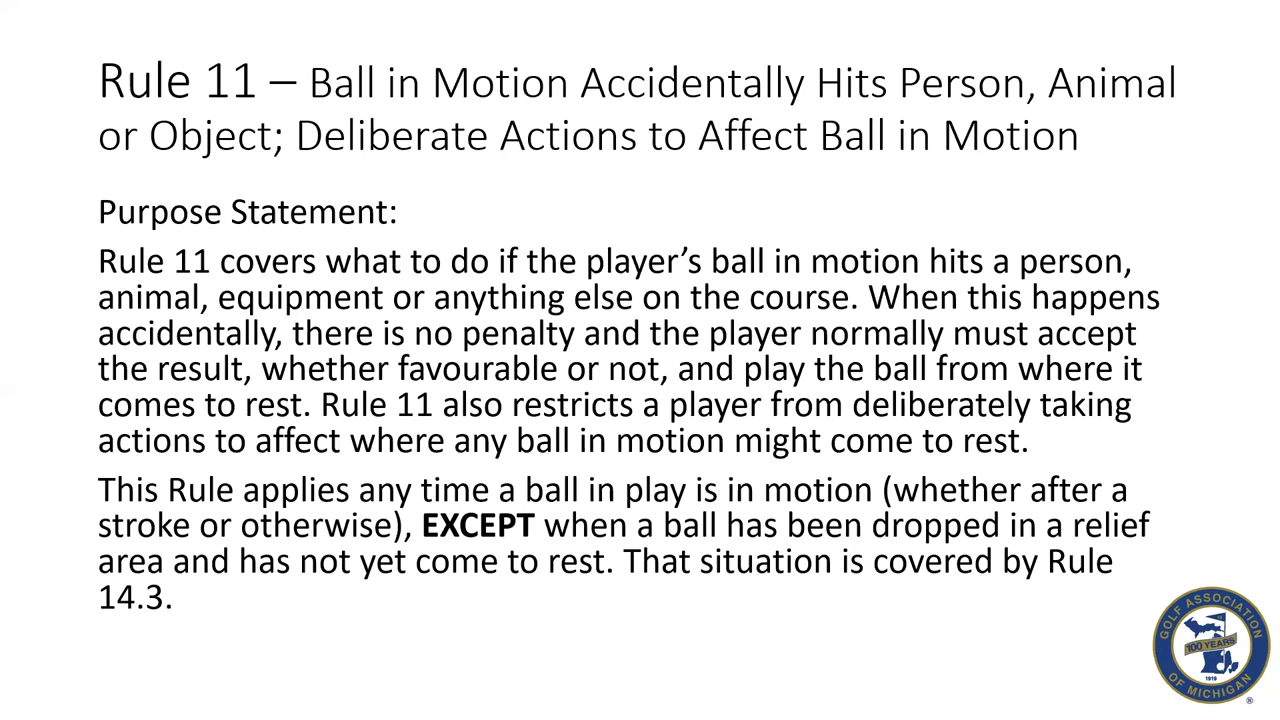 Rule 11 – Ball in Motion Accidentally Hits Person, Animal
or Object; Deliberate Actions to Affect Ball in Motion
Purpose Statement:
Rule 11 covers what to do if the player’s ball in motion hits a person,
animal, equipment or anything else on the course. When this happens
accidentally, there is no penalty and the player normally must accept
the result, whether favourable or not, and play the ball from where it
comes to rest. Rule 11 also restricts a player from deliberately taking
actions to affect where any ball in motion might come to rest.
This Rule applies any time a ball in play is in motion (whether after a
stroke or otherwise), EXCEPT when a ball has been dropped in a relief
area and has not yet come to rest. That situation is covered by Rule
14.3.
GOLF ASSOCIATION
100 YEARS
1919
OF MICHIGAN
®